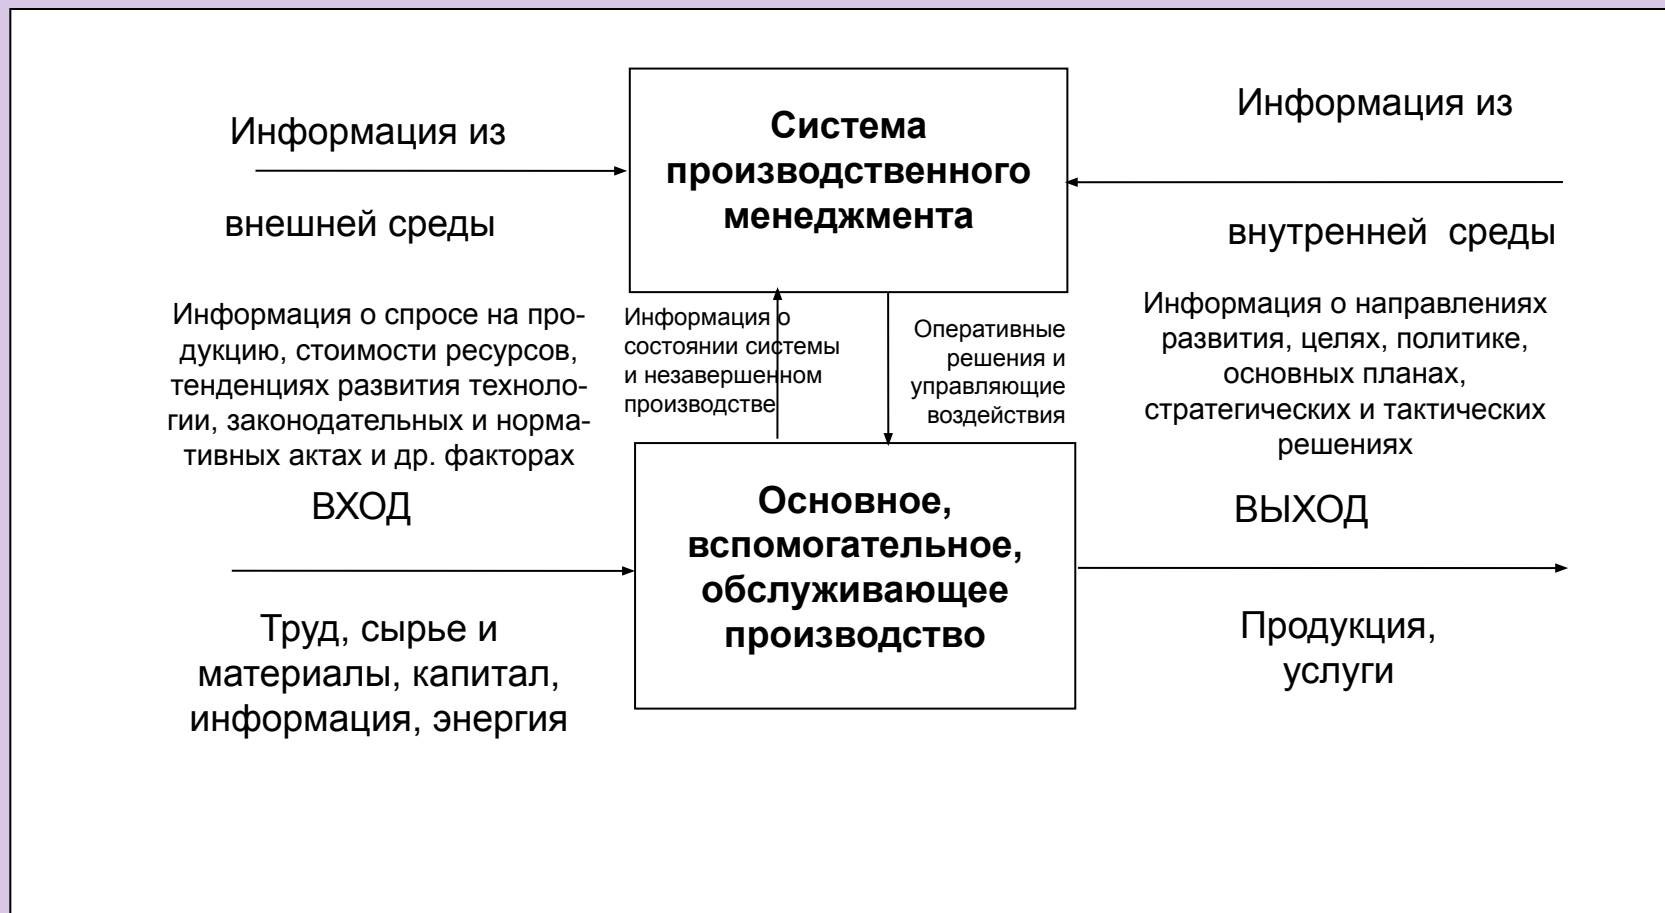 Информация из
внешней среды
Информация о спросе на про-
дукцию, стоимости ресурсов,
тенденциях развития техноло-
гии, законодательных и норма-
тивных актах и др. факторах
Система
производственного
менеджмента
Информация из
внутренней среды
Информация о направлениях
развития, целях, политике,
основных планах,
стратегических и тактических
решениях
Информация о
состоянии системы
и незавершенном
производстве
Оперативные
решения и
управляющие
воздействия
ВХОД
Труд, сырье и
материалы, капитал,
информация, энергия
Основное,
вспомогательное,
обслуживающее
производство
ВЫХОД
Продукция,
услуги